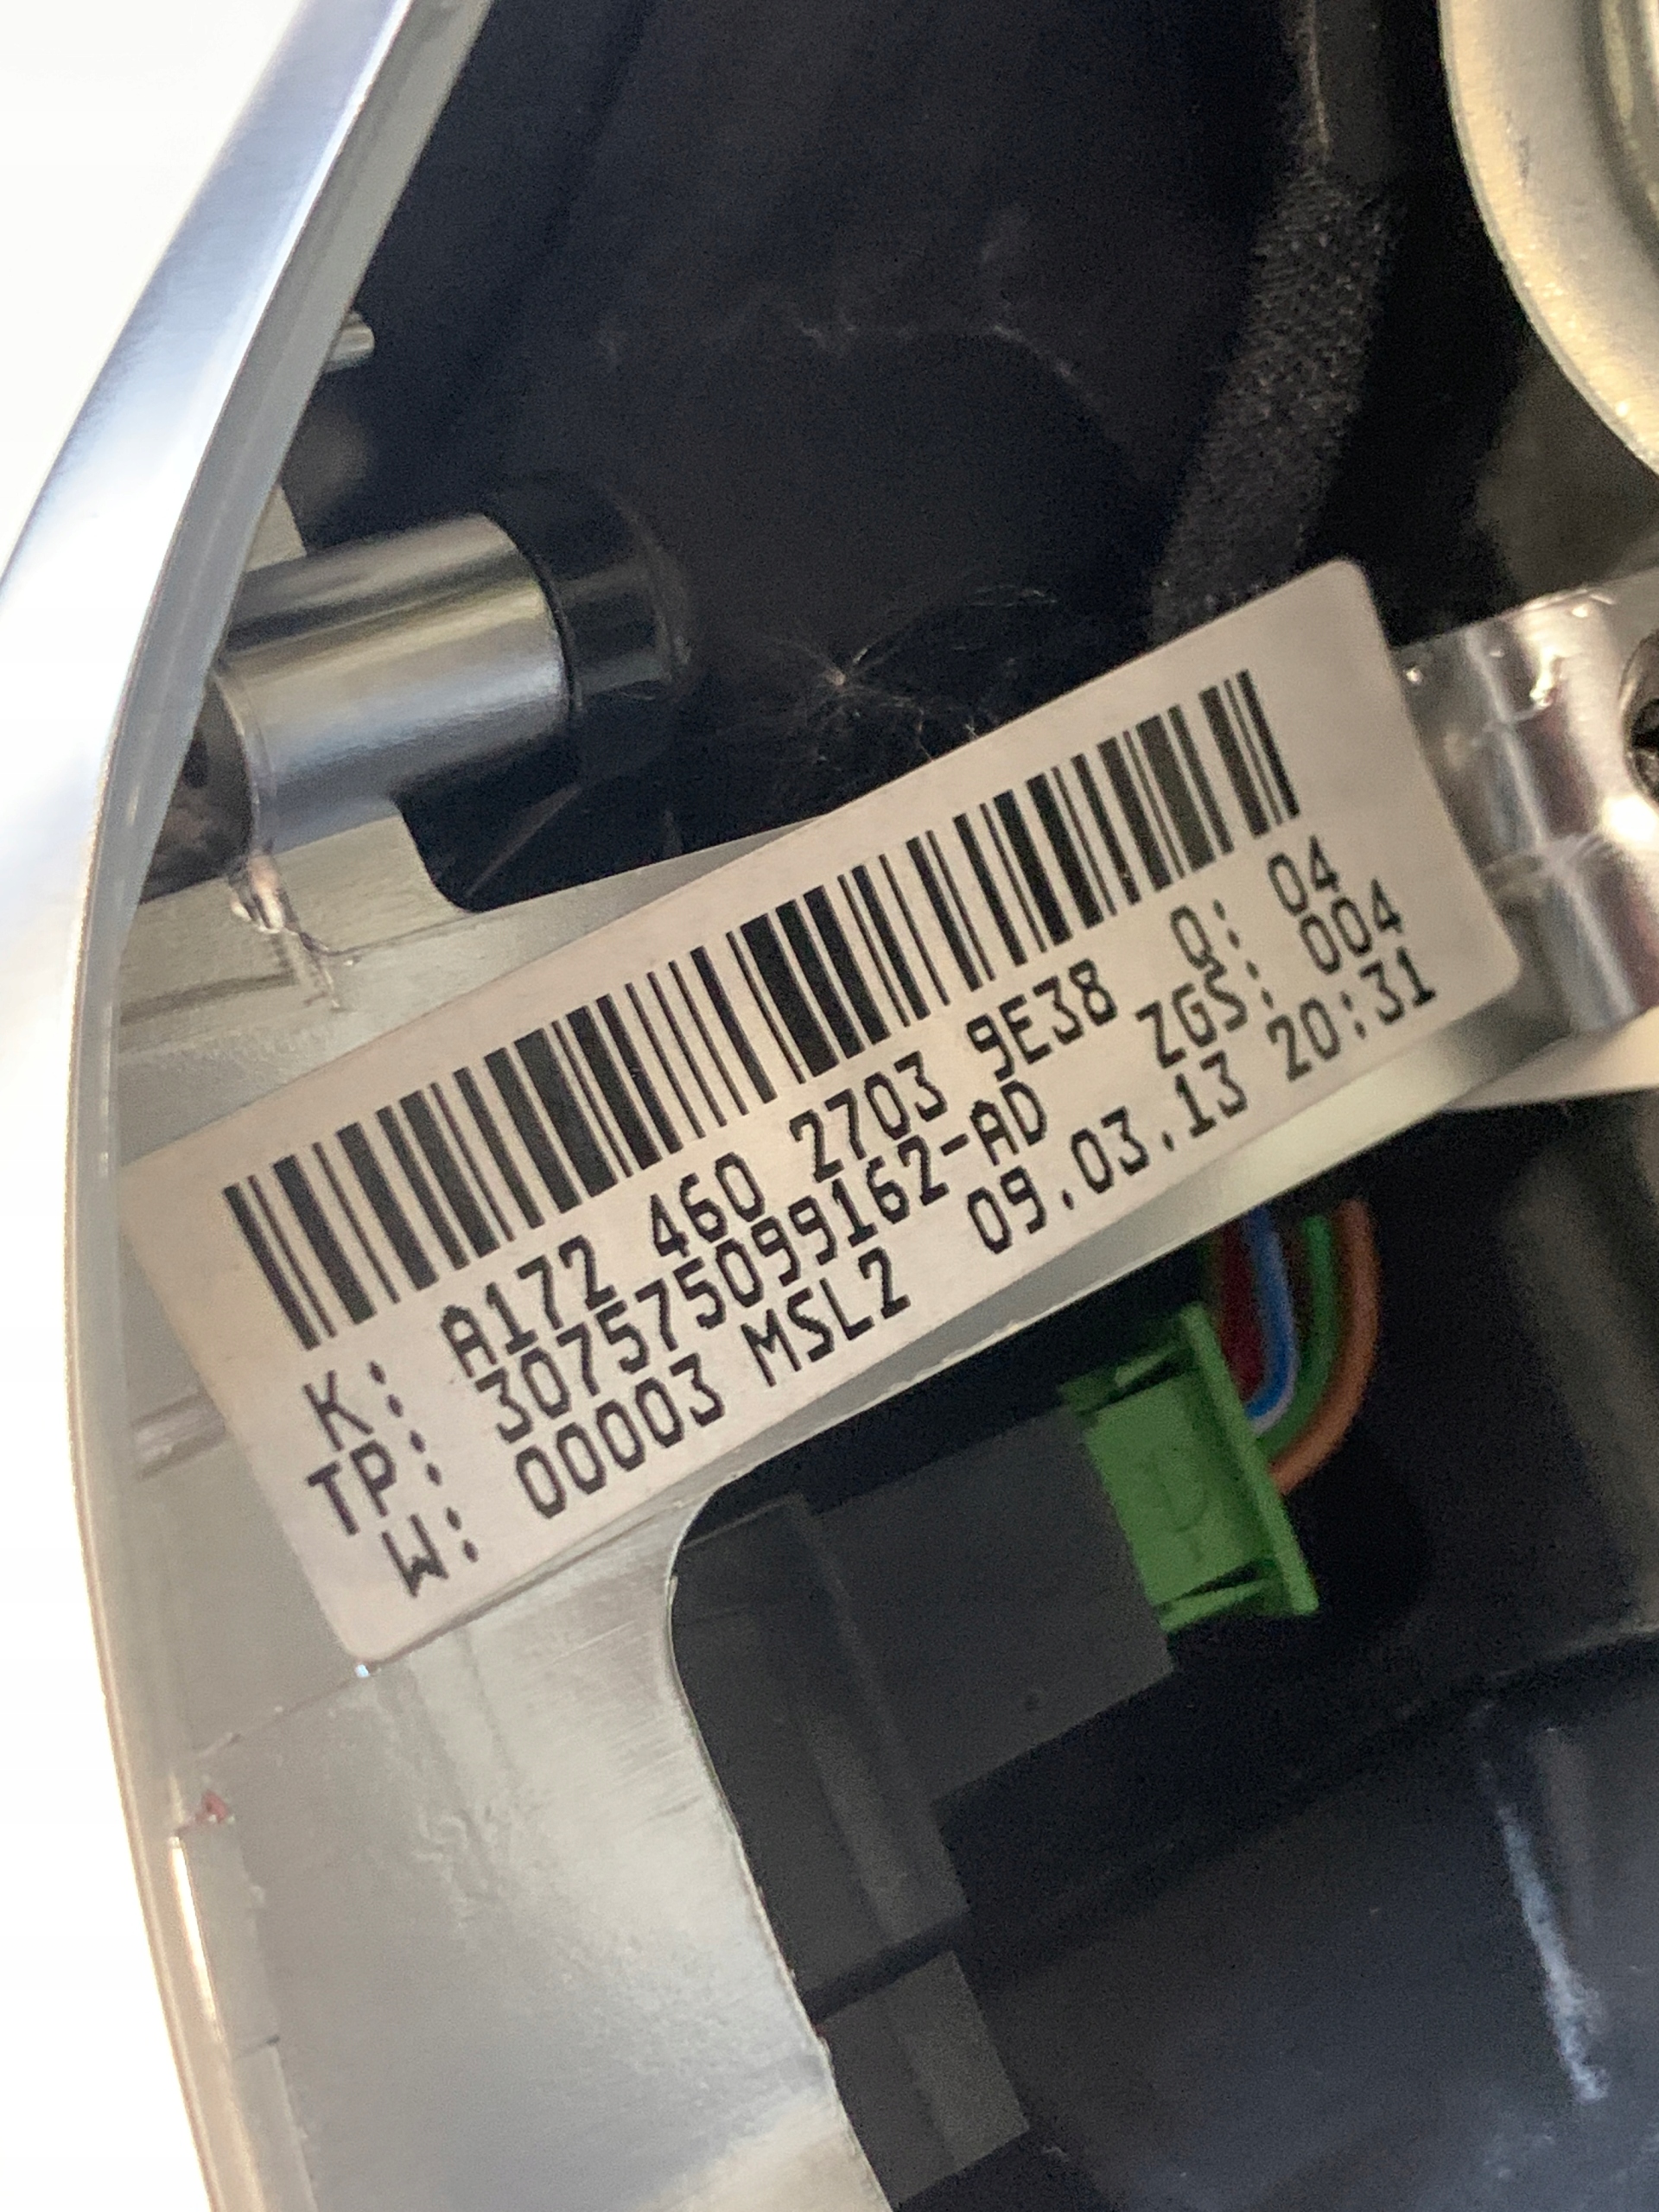 K: A172 460 2703 9E38 Q: 04
TP: 307575099162-AD ZGS: 004
W: 00003 MSL2 09.03.13 20:31